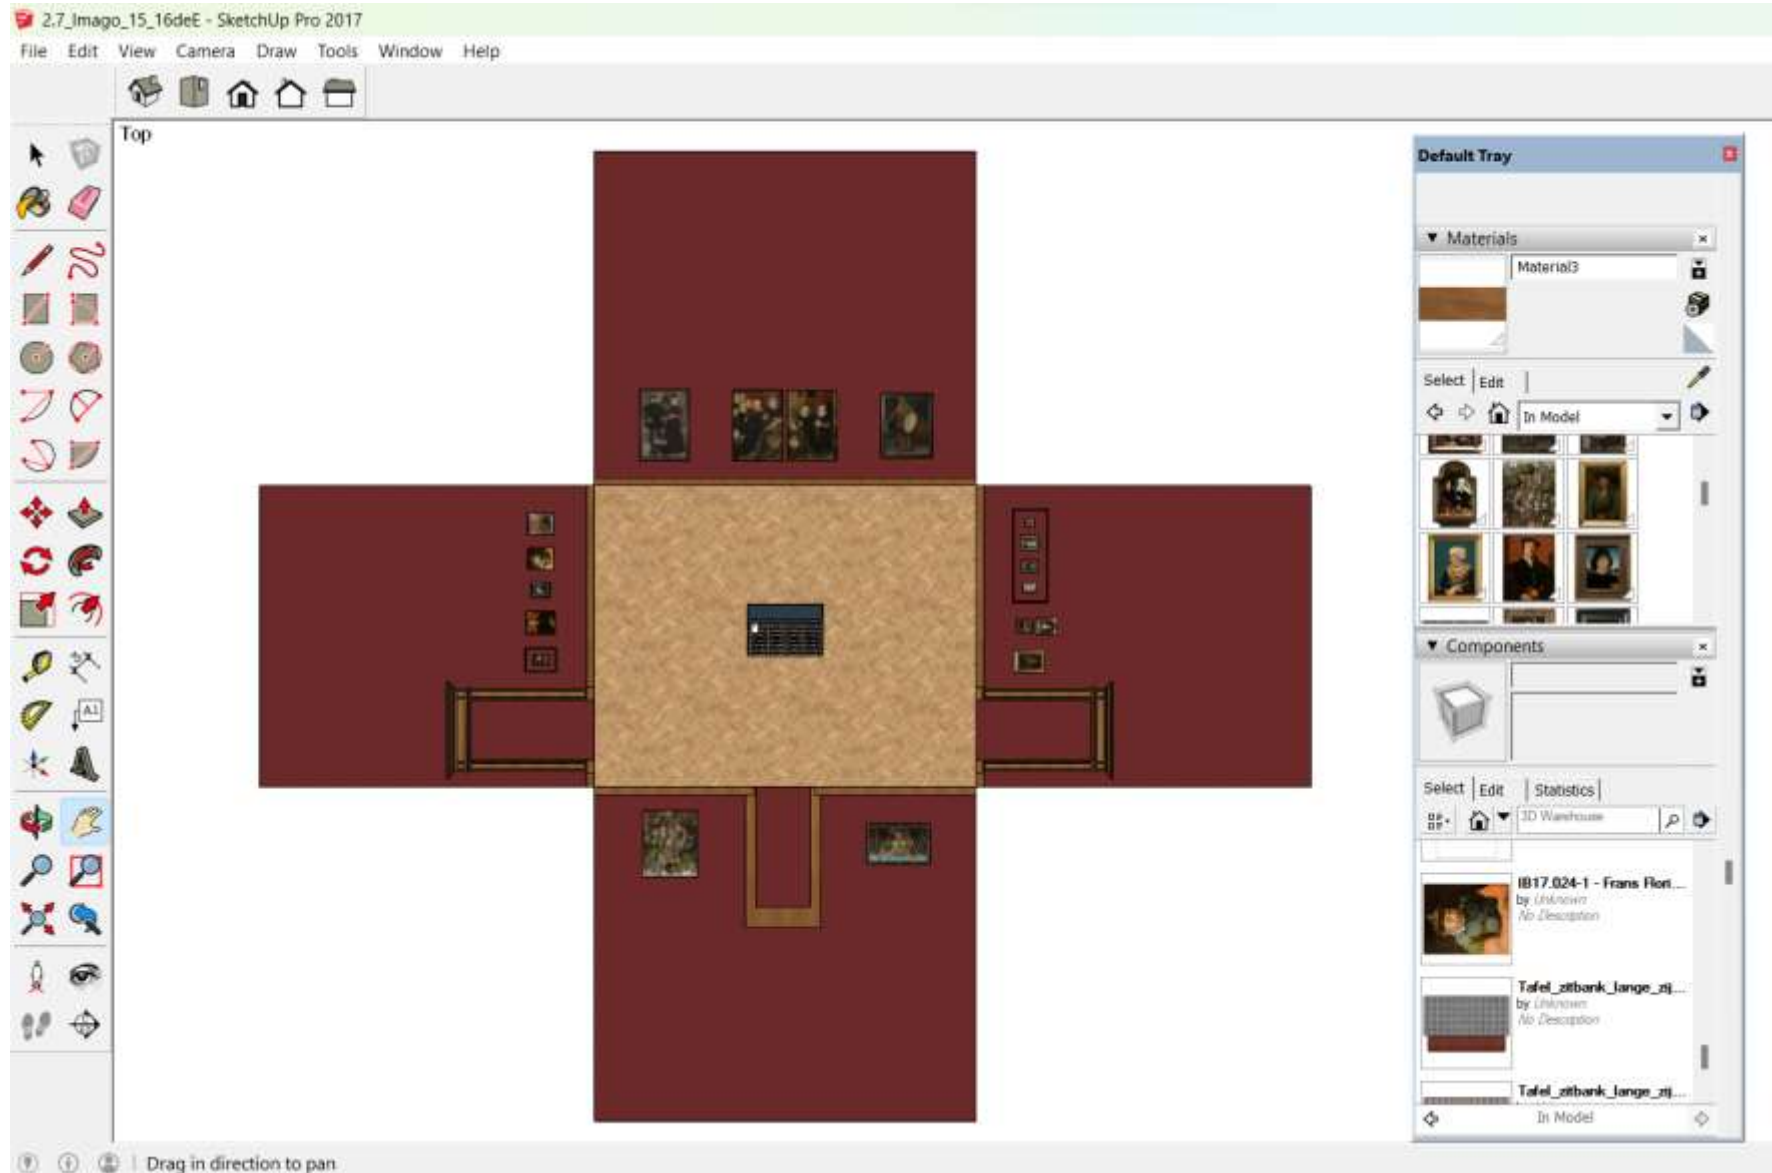 2.7_Imago_15_16deE - SketchUp Pro 2017
File Edit View Camera Draw Tools Window Help
Top
Default Tray
Materials
Material3
Select Edit
In Model
A1
Components
Select Edit Statistics
3D Warehouse
IB17.024-1 - Frans Flori...
by Unknown
No Description
Tafel_zitbank_lange_zij...
by Unknown
No Description
Tafel_zitbank_lange_zij...
In Model
Drag in direction to pan